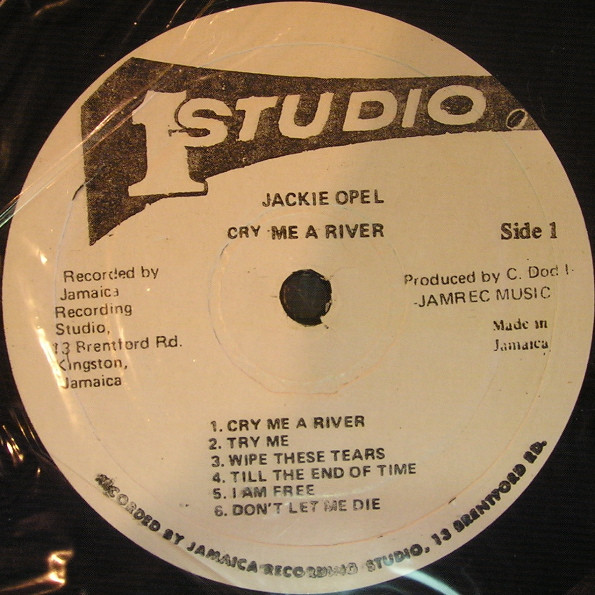 1 STUDIO
JACKIE OPEL
CRY ME A RIVER
Side 1
Recorded by
Jamaica
Recording
Studio,
13 Brentford Rd.
Kingston,
Jamaica
Produced by C. Dod
JAMREC MUSIC
Made in
Jamaica
1. CRY ME A RIVER
2. TRY ME
3. WIPE THESE TEARS
4. TILL THE END OF TIME
5. I AM FREE
6. DON'T LET ME DIE
RECORDED BY JAMAICA RECORDING STUDIO, 13 BRENTFORD RD.